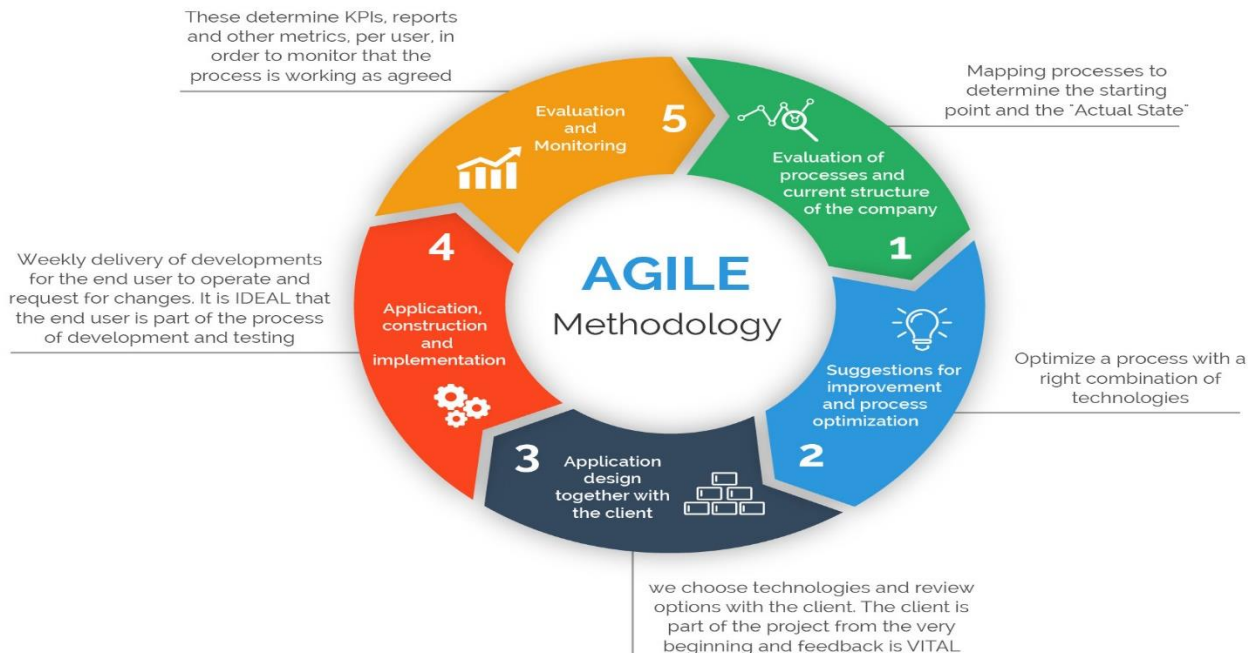 AGILE
Methodology
1
Evaluation of
processes and
current structure
of the company
Mapping processes to
determine the starting
point and the "Actual State"
2
Suggestions for
improvement
and process
optimization
Optimize a process with a
right combination of
technologies
3
Application
design
together with
the client
we choose technologies and review
options with the client. The client is
part of the project from the very
beginning and feedback is VITAL
4
Application,
construction
and
implementation
Weekly delivery of developments
for the end user to operate and
request for changes. It is IDEAL that
the end user is part of the process
of development and testing
5
Evaluation
and
Monitoring
These determine KPIs, reports
and other metrics, per user, in
order to monitor that the
process is working as agreed